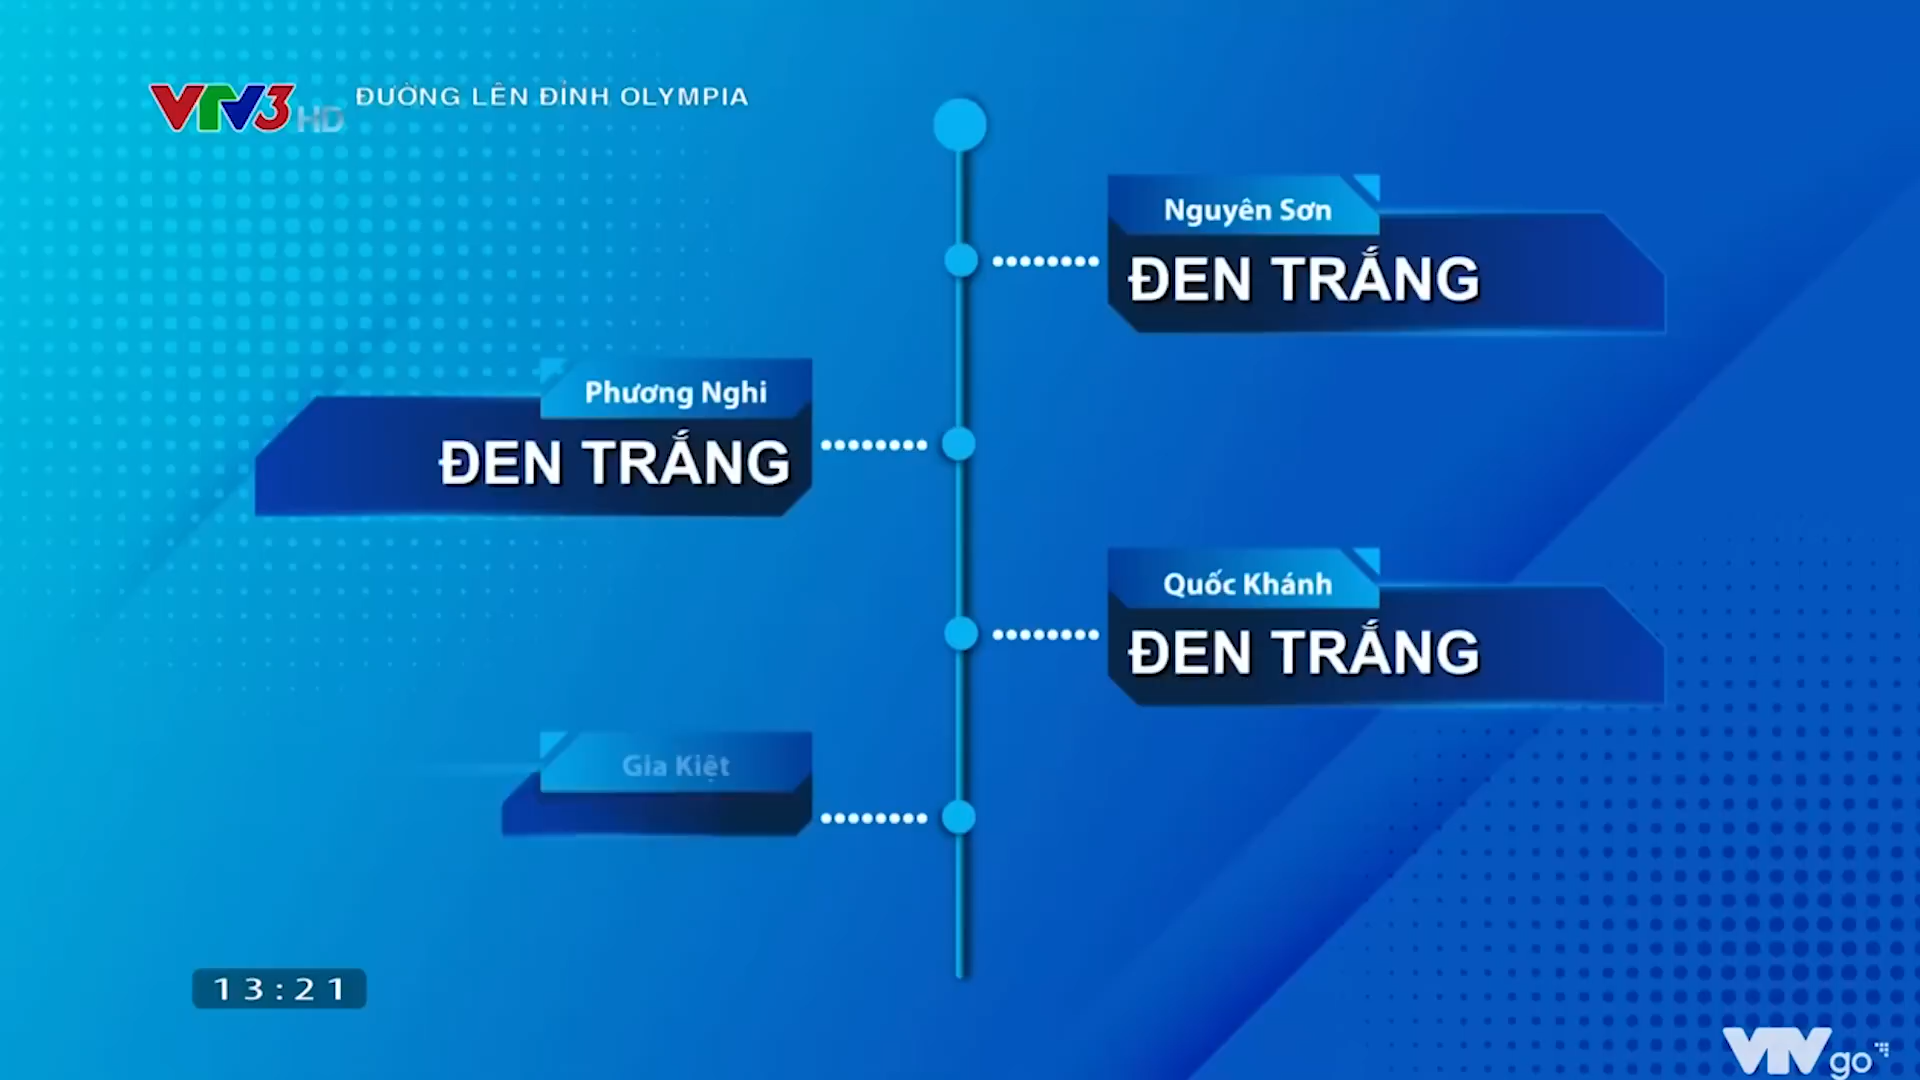 VTV3 HD
ĐƯỜNG LÊN ĐỈNH OLYMPIA
Nguyên Sơn
ĐEN TRẮNG
Phương Nghi
ĐEN TRẮNG
Quốc Khánh
ĐEN TRẮNG
Gia Kiệt
13:21
VTV go